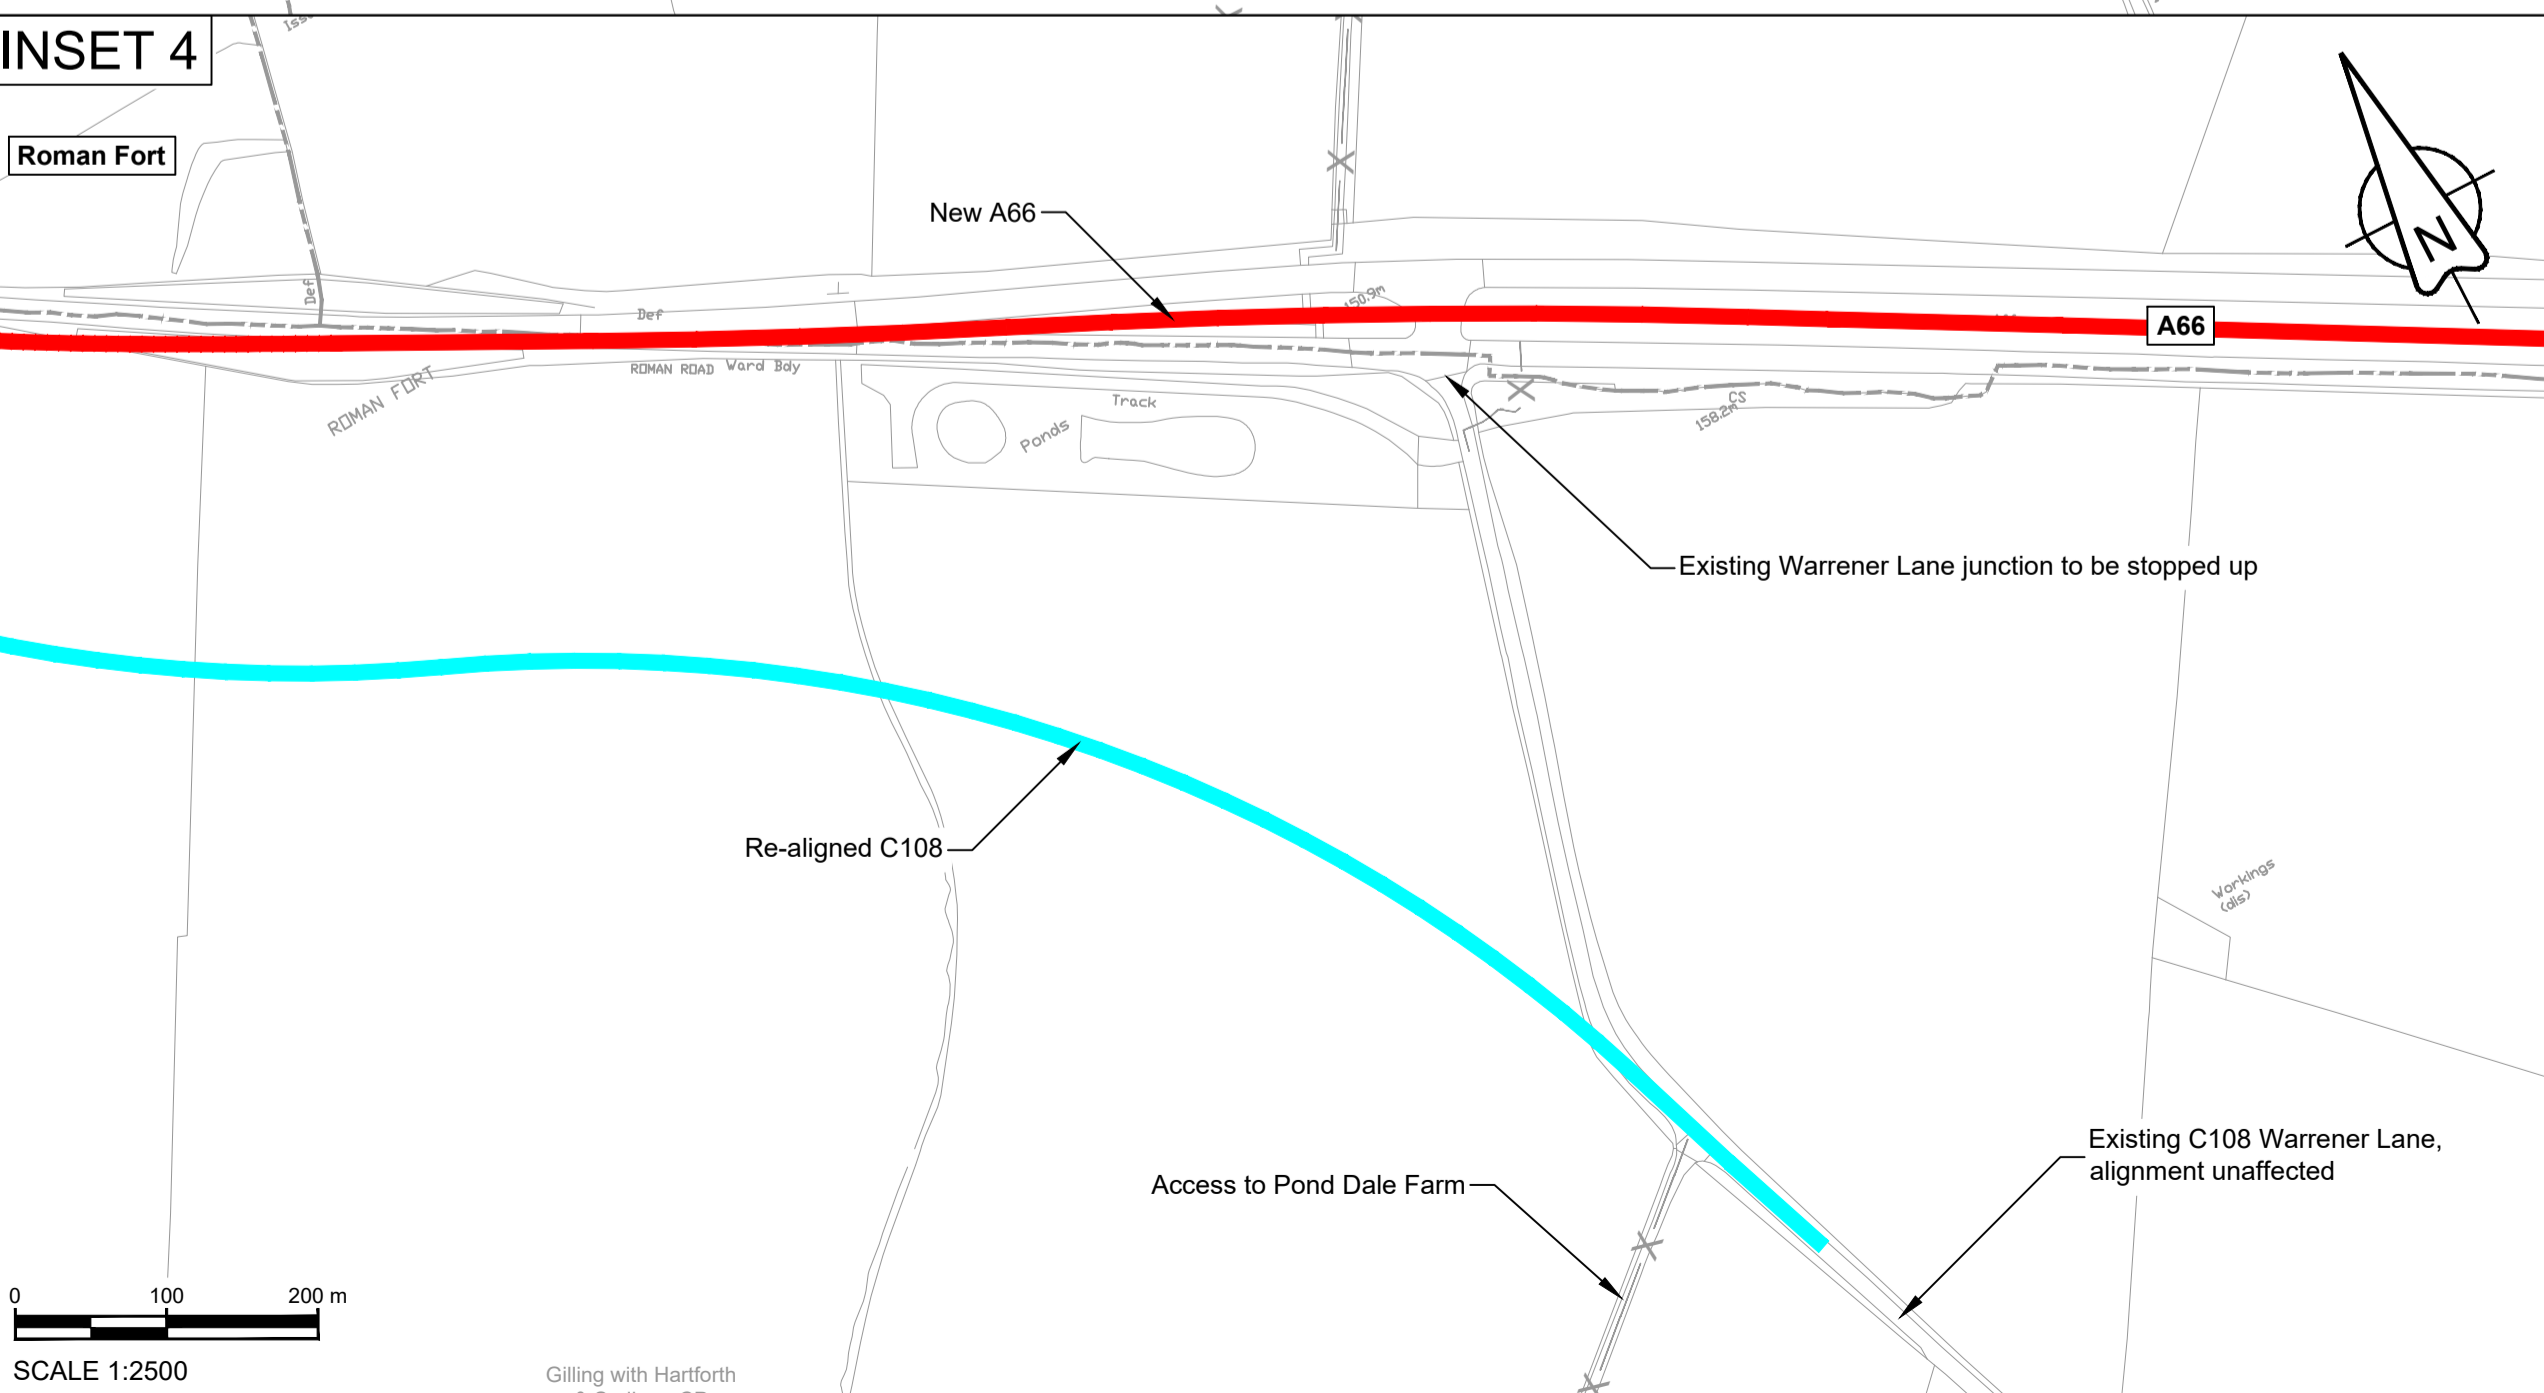 INSET 4
Roman Fort
New A66
Def
Def
150.9m
A66
ROMAN ROAD
Ward Bdy
ROMAN FORT
Track
Ponds
CS
158.2m
Existing Warrener Lane junction to be stopped up
Re-aligned C108
Workings
(dis)
Existing C108 Warrener Lane,
alignment unaffected
Access to Pond Dale Farm
N
0 100 200 m
SCALE 1:2500
Gilling with Hartforth